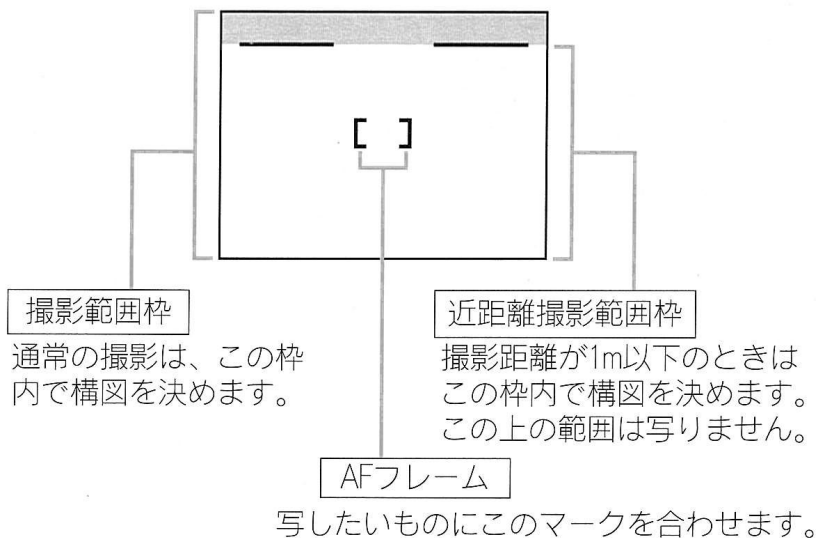 撮影範囲枠
通常の撮影は、この枠
内で構図を決めます。
近距離撮影範囲枠
撮影距離が1m以下のときは
この枠内で構図を決めます。
この上の範囲は写りません。
AFフレーム
写したいものにこのマークを合わせます。